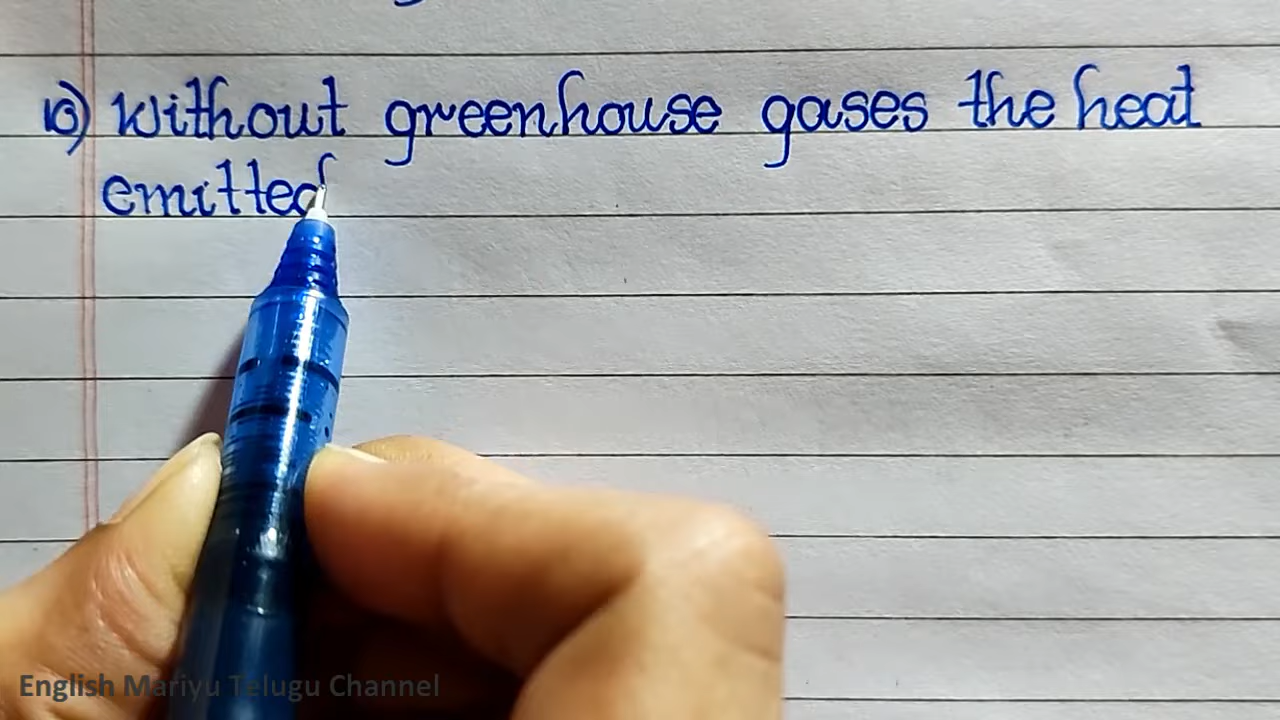 10) Without greenhouse gases the heat
emitted
English Mariyu Telugu Channel